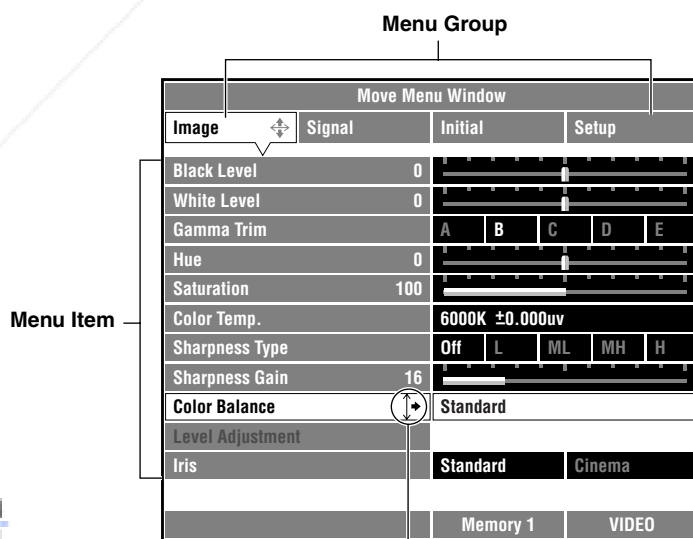 Menu Group
Move Menu Window
Image Signal Initial Setup
Black Level 0
White Level 0
Gamma Trim A B C D E
Hue 0
Saturation 100
Menu Item
Color Temp. 6000K ±0.000uv
Sharpness Type Off L ML MH H
Sharpness Gain 16
Color Balance Standard
Level Adjustment
Iris Standard Cinema
Memory 1 VIDEO